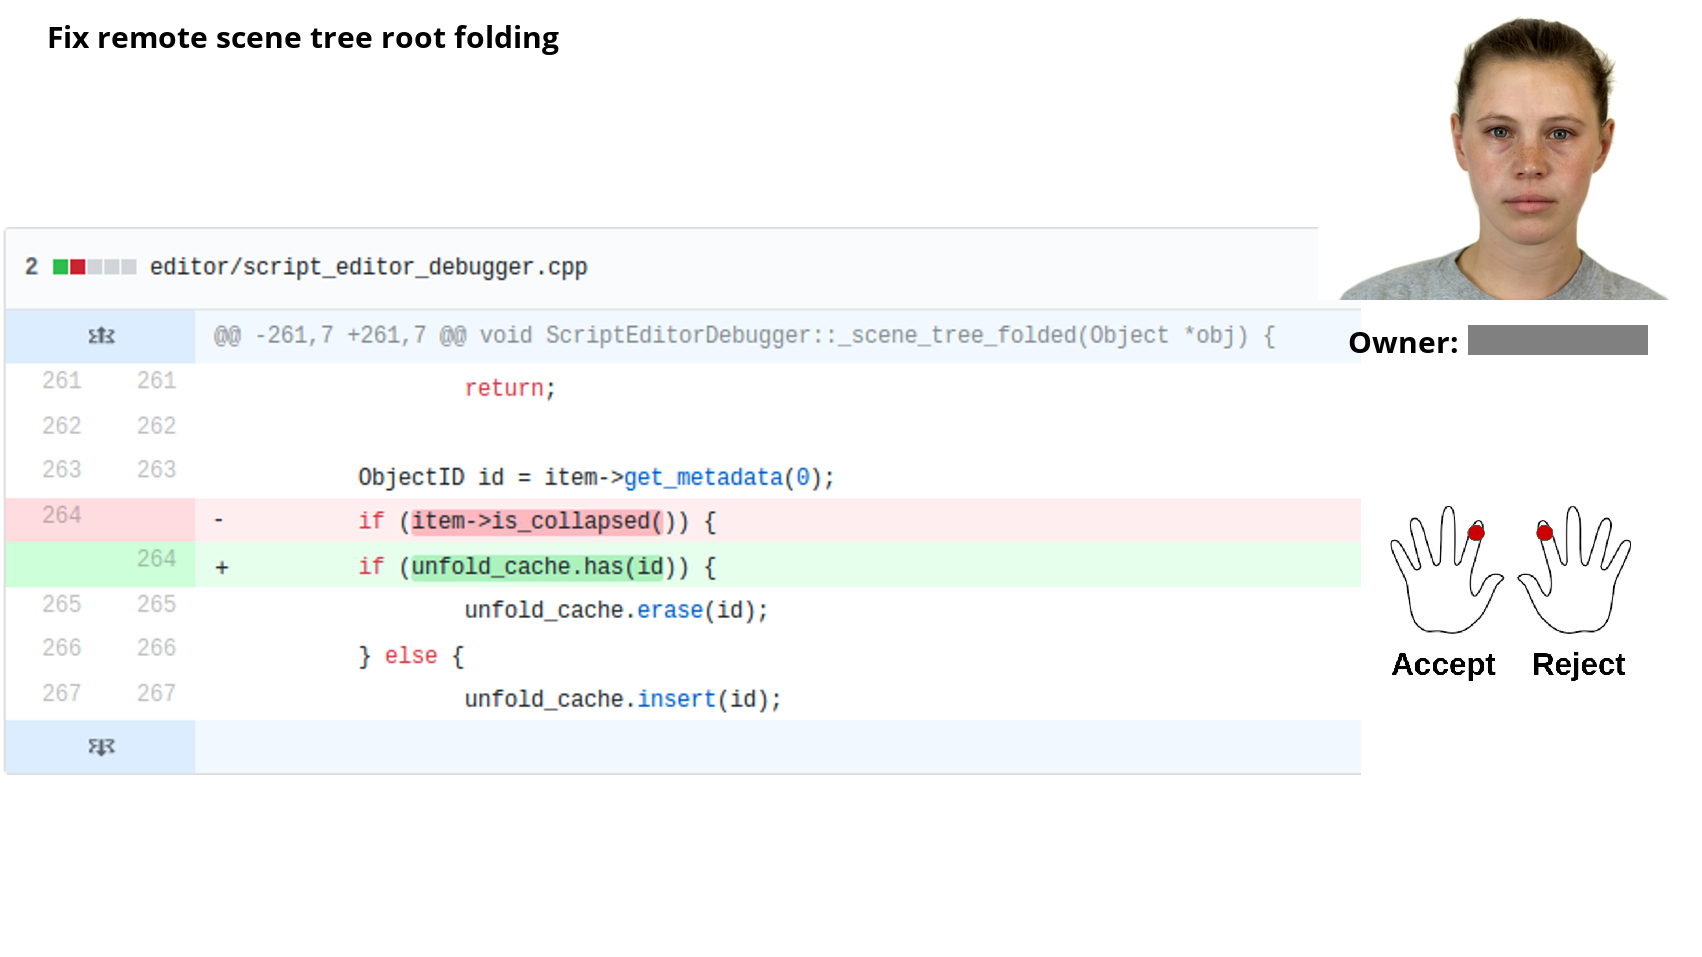 Fix remote scene tree root folding
2 editor/script_editor_debugger.cpp
@@ -261,7 +261,7 @@ void ScriptEditorDebugger::_scene_tree_folded(Object *obj) {
Owner:
261 261 return;
262 262
263 263 ObjectID id = item->get_metadata(0);
264 - if (item->is_collapsed()) {
264 + if (unfold_cache.has(id)) {
265 265 unfold_cache.erase(id);
266 266 } else {
267 267 unfold_cache.insert(id);
Accept Reject